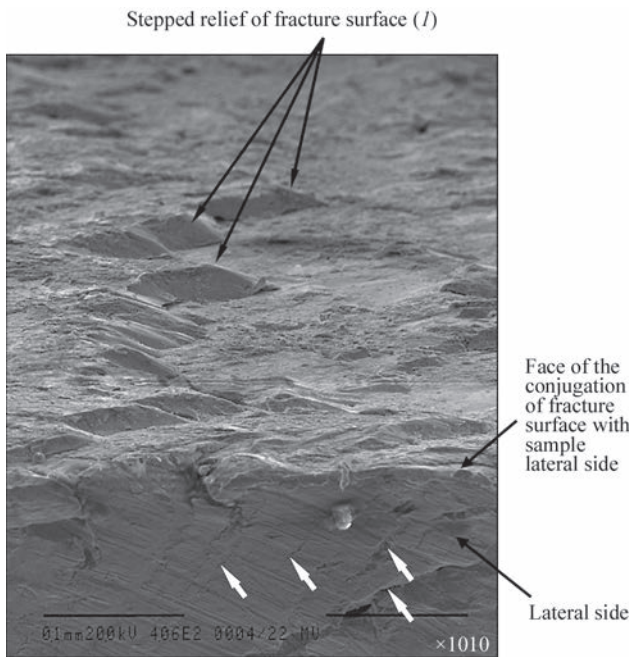 Stepped relief of fracture surface (1)
Face of the
conjugation
of fracture
surface with
sample
lateral side
Lateral side
01mm200kV 406E2 0004/22 MU
×1010